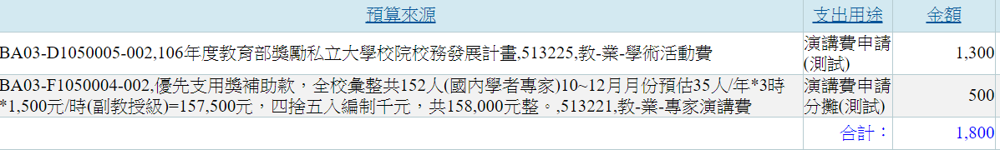 預算來源 支出用途 金額
BA03-D1050005-002,106年度教育部獎勵私立大學校院校務發展計畫,513225,教-業-學術活動費 演講費申請 1,300
(測試)
BA03-F1050004-002,優先支用獎補助款，全校彙整共152人(國內學者專家)10~12月月份預估35人/年*3時 演講費申請 500
*1,500元/時(副教授級)=157,500元，四捨五入編制千元，共158,000元整。,513221,教-業-專家演講費 分攤(測試)
合計： 1,800